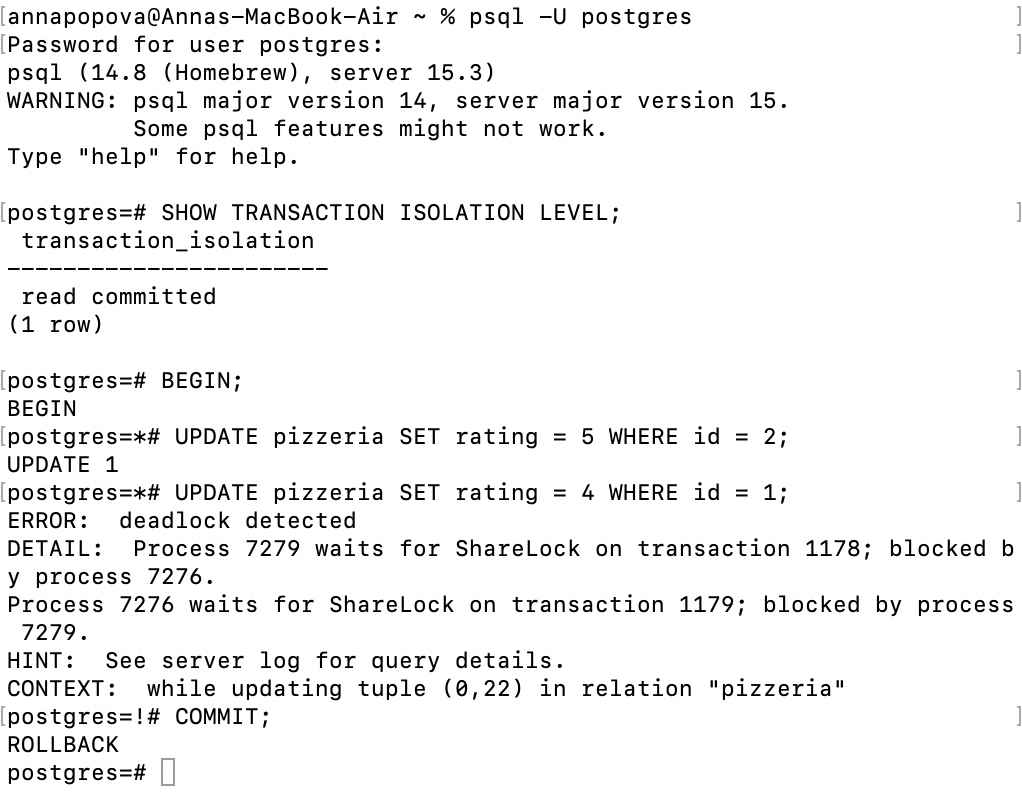 [annapopova@Annas-MacBook-Air ~ % psql -U postgres ]
[Password for user postgres: ]
psql (14.8 (Homebrew), server 15.3)
WARNING: psql major version 14, server major version 15.
         Some psql features might not work.
Type "help" for help.

[postgres=# SHOW TRANSACTION ISOLATION LEVEL; ]
 transaction_isolation
-----------------------
 read committed
(1 row)

[postgres=# BEGIN; ]
BEGIN
[postgres=*# UPDATE pizzeria SET rating = 5 WHERE id = 2; ]
UPDATE 1
[postgres=*# UPDATE pizzeria SET rating = 4 WHERE id = 1; ]
ERROR:  deadlock detected
DETAIL:  Process 7279 waits for ShareLock on transaction 1178; blocked b
y process 7276.
Process 7276 waits for ShareLock on transaction 1179; blocked by process
 7279.
HINT:  See server log for query details.
CONTEXT:  while updating tuple (0,22) in relation "pizzeria"
[postgres=!# COMMIT; ]
ROLLBACK
postgres=#